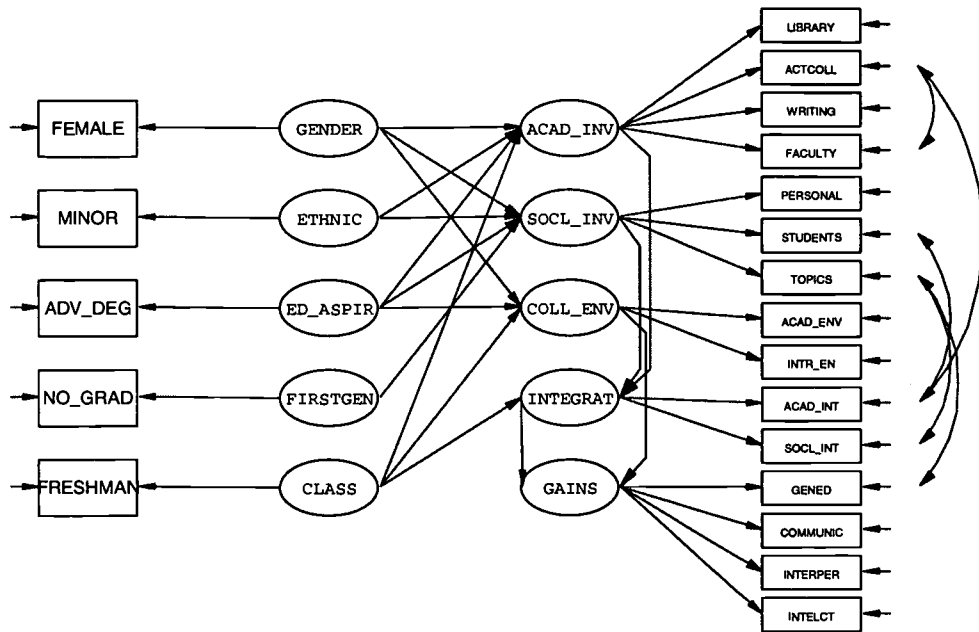 FEMALE
MINOR
ADV_DEG
NO_GRAD
FRESHMAN
GENDER
ETHNIC
ED_ASPIR
FIRSTGEN
CLASS
ACAD_INV
SOCL_INV
COLL_ENV
INTEGRAT
GAINS
LIBRARY
ACTCOLL
WRITING
FACULTY
PERSONAL
STUDENTS
TOPICS
ACAD_ENV
INTR_EN
ACAD_INT
SOCL_INT
GENED
COMMUNIC
INTERPER
INTELCT